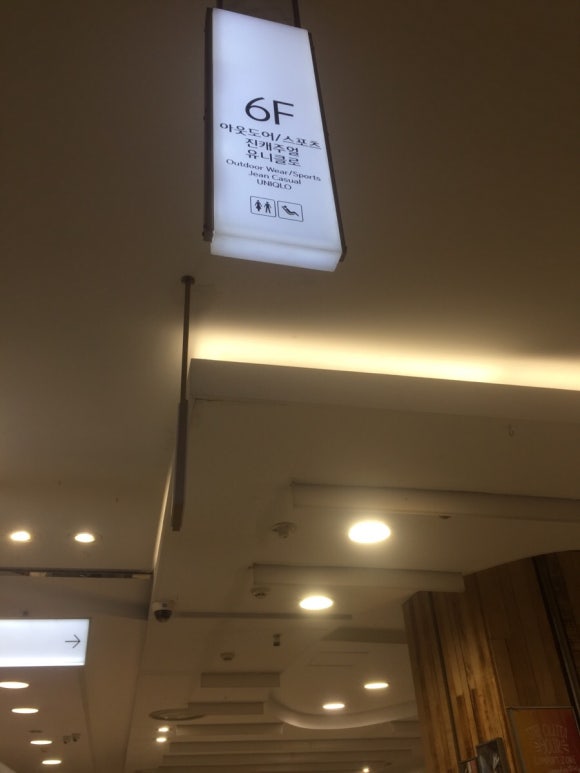 6F
아웃도어/스포츠
진캐주얼
유니클로
Outdoor Wear/Sports
Jean Casual
UNIQLO
→